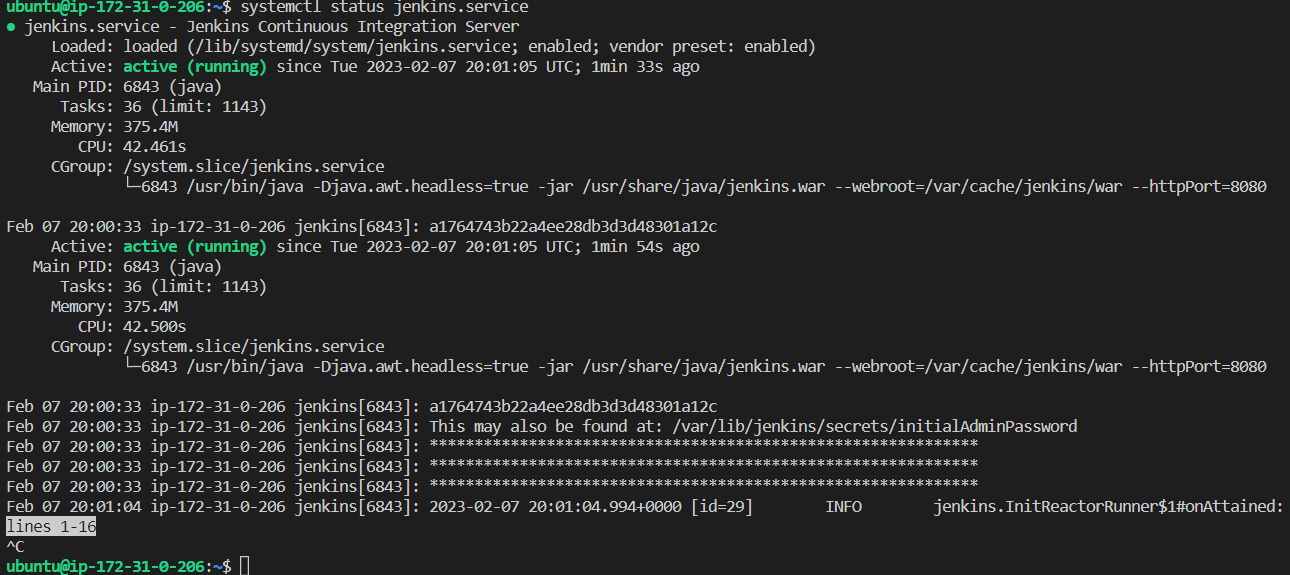 ubuntu@ip-172-31-0-206:~$ systemctl status jenkins.service
● jenkins.service - Jenkins Continuous Integration Server
Loaded: loaded (/lib/systemd/system/jenkins.service; enabled; vendor preset: enabled)
Active: active (running) since Tue 2023-02-07 20:01:05 UTC; 1min 33s ago
Main PID: 6843 (java)
Tasks: 36 (limit: 1143)
Memory: 375.4M
CPU: 42.461s
CGroup: /system.slice/jenkins.service
└─6843 /usr/bin/java -Djava.awt.headless=true -jar /usr/share/java/jenkins.war --webroot=/var/cache/jenkins/war --httpPort=8080
Feb 07 20:00:33 ip-172-31-0-206 jenkins[6843]: a1764743b22a4ee28db3d3d48301a12c
Active: active (running) since Tue 2023-02-07 20:01:05 UTC; 1min 54s ago
Main PID: 6843 (java)
Tasks: 36 (limit: 1143)
Memory: 375.4M
CPU: 42.500s
CGroup: /system.slice/jenkins.service
└─6843 /usr/bin/java -Djava.awt.headless=true -jar /usr/share/java/jenkins.war --webroot=/var/cache/jenkins/war --httpPort=8080
Feb 07 20:00:33 ip-172-31-0-206 jenkins[6843]: a1764743b22a4ee28db3d3d48301a12c
Feb 07 20:00:33 ip-172-31-0-206 jenkins[6843]: This may also be found at: /var/lib/jenkins/secrets/initialAdminPassword
Feb 07 20:00:33 ip-172-31-0-206 jenkins[6843]: *************************************************************
Feb 07 20:00:33 ip-172-31-0-206 jenkins[6843]: *************************************************************
Feb 07 20:00:33 ip-172-31-0-206 jenkins[6843]: *************************************************************
Feb 07 20:01:04 ip-172-31-0-206 jenkins[6843]: 2023-02-07 20:01:04.994+0000 [id=29]        INFO        jenkins.InitReactorRunner$1#onAttained:
lines 1-16
^C
ubuntu@ip-172-31-0-206:~$